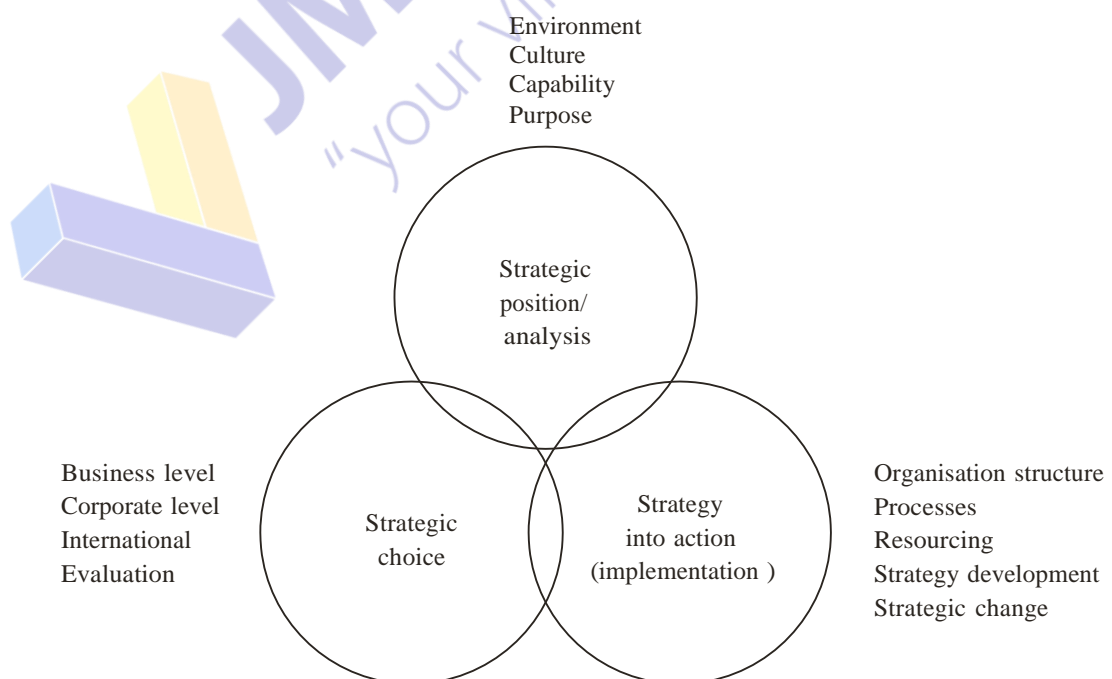 Environment
Culture
Capability
Purpose
Strategic
position/
analysis
Business level
Corporate level
International
Evaluation
Strategic
choice
Strategy
into action
(implementation )
Organisation structure
Processes
Resourcing
Strategy development
Strategic change
"your